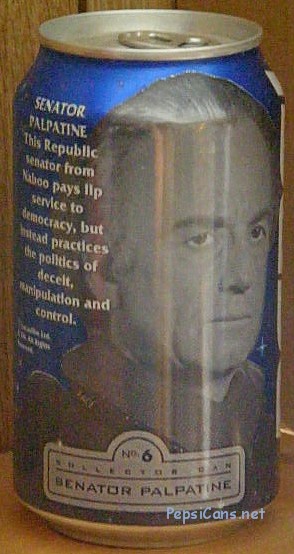 SENATOR
PALPATINE
This Republic
senator from
Naboo pays lip
service to
democracy, but
instead practices
the politics of
deceit,
manipulation and
control.
No. 6
COLLECTOR CAN
SENATOR PALPATINE
PepsiCans.net